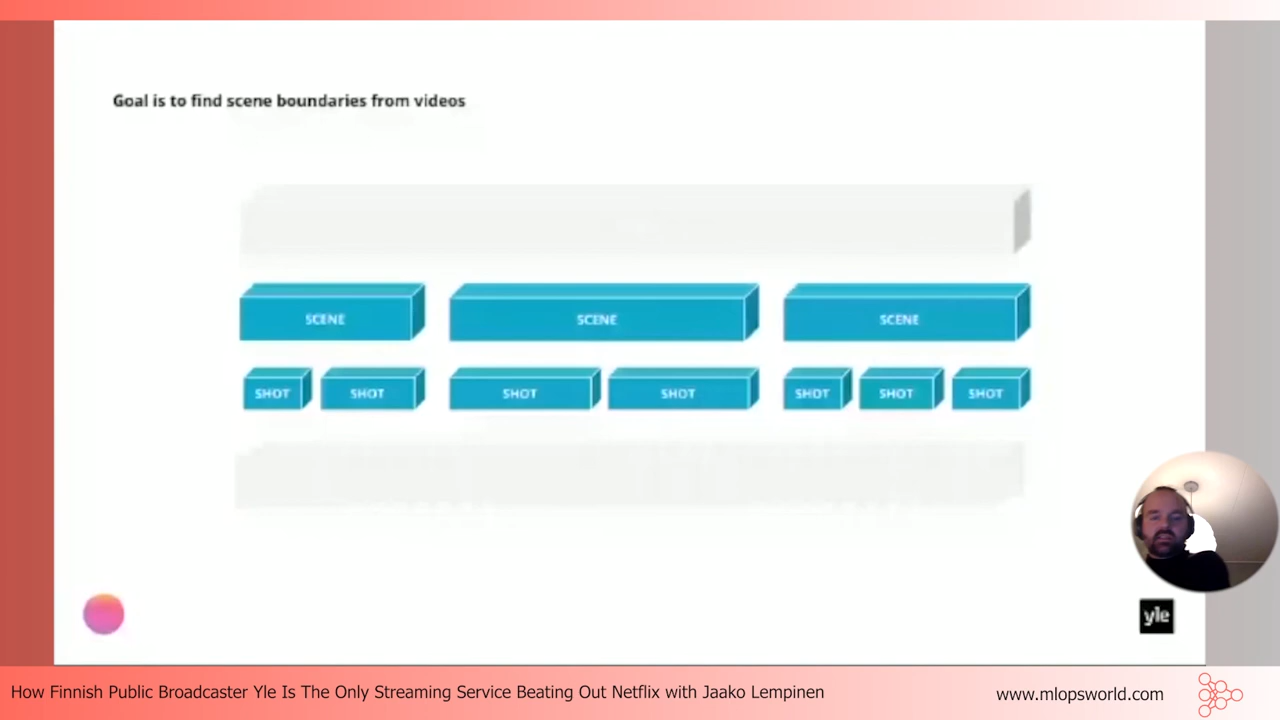 Goal is to find scene boundaries from videos
SCENE SCENE SCENE
SHOT SHOT SHOT SHOT SHOT SHOT SHOT
yle
How Finnish Public Broadcaster Yle Is The Only Streaming Service Beating Out Netflix with Jaako Lempinen www.mlopsworld.com